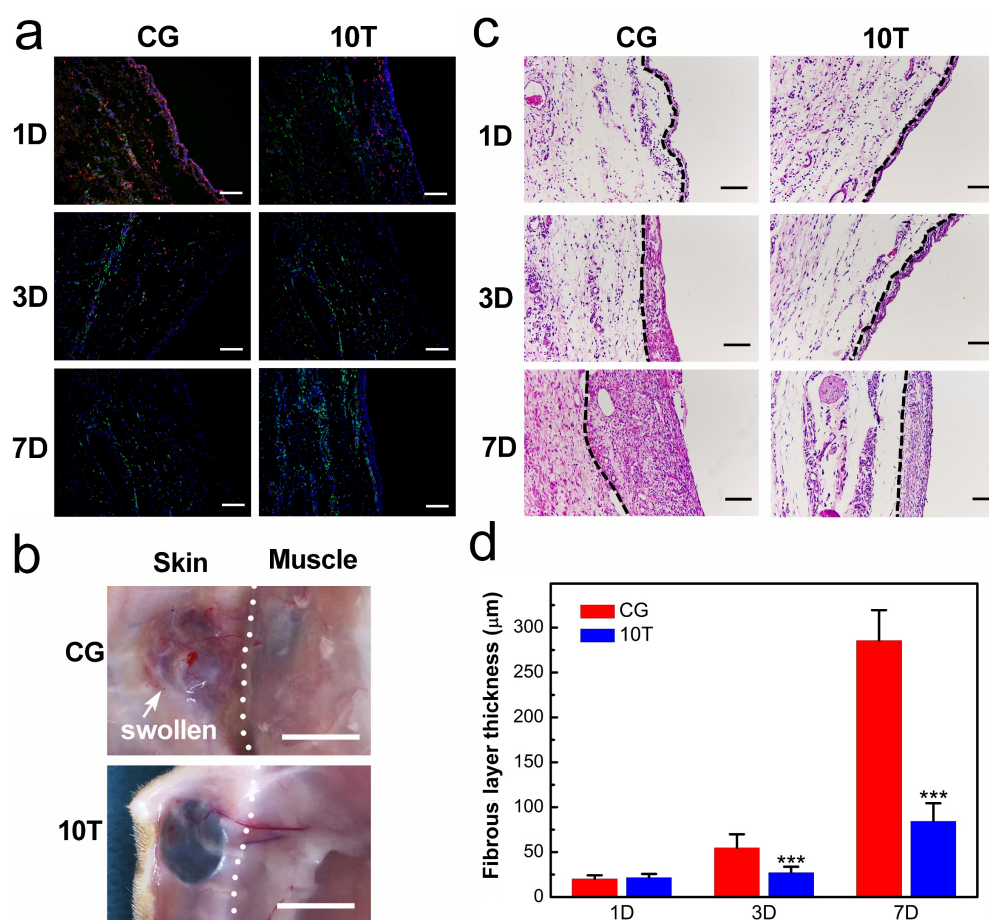 a
CG 10T
1D
3D
7D
b
Skin Muscle
CG
swollen
10T
c
CG 10T
1D
3D
7D
d
Fibrous layer thickness (μm)
300
250
200
150
100
50
0
CG
10T
***
***
1D 3D 7D